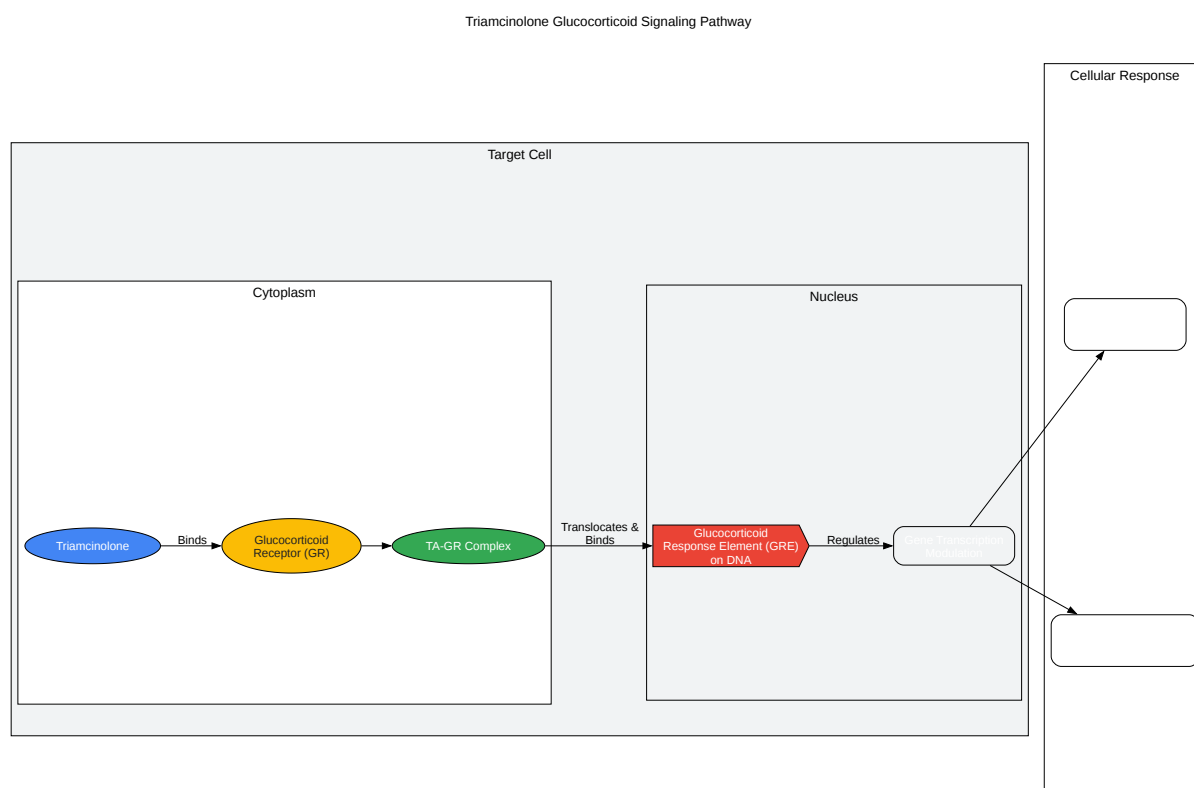 Triamcinolone Glucocorticoid Signaling Pathway
Cellular Response
Target Cell
Cytoplasm
Nucleus
Triamcinolone
Binds
Glucocorticoid
Receptor (GR)
TA-GR Complex
Translocates &
Binds
Glucocorticoid
Response Element (GRE)
on DNA
Regulates
Gene Transcription
Modulation